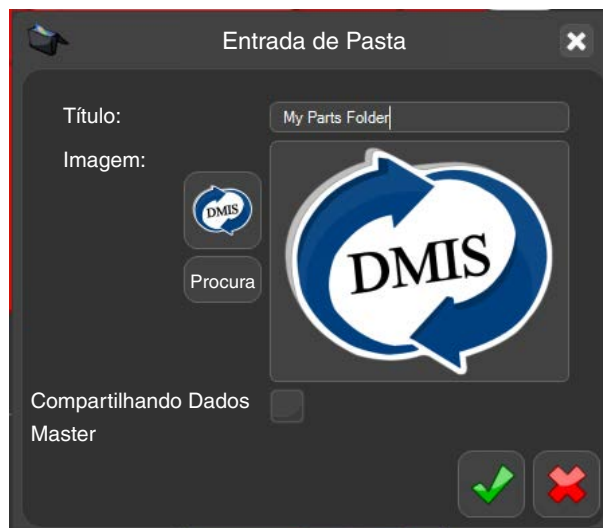 Entrada de Pasta
Título:
My Parts Folder
Imagem:
DMIS
DMIS
Procura
Compartilhando Dados
Master